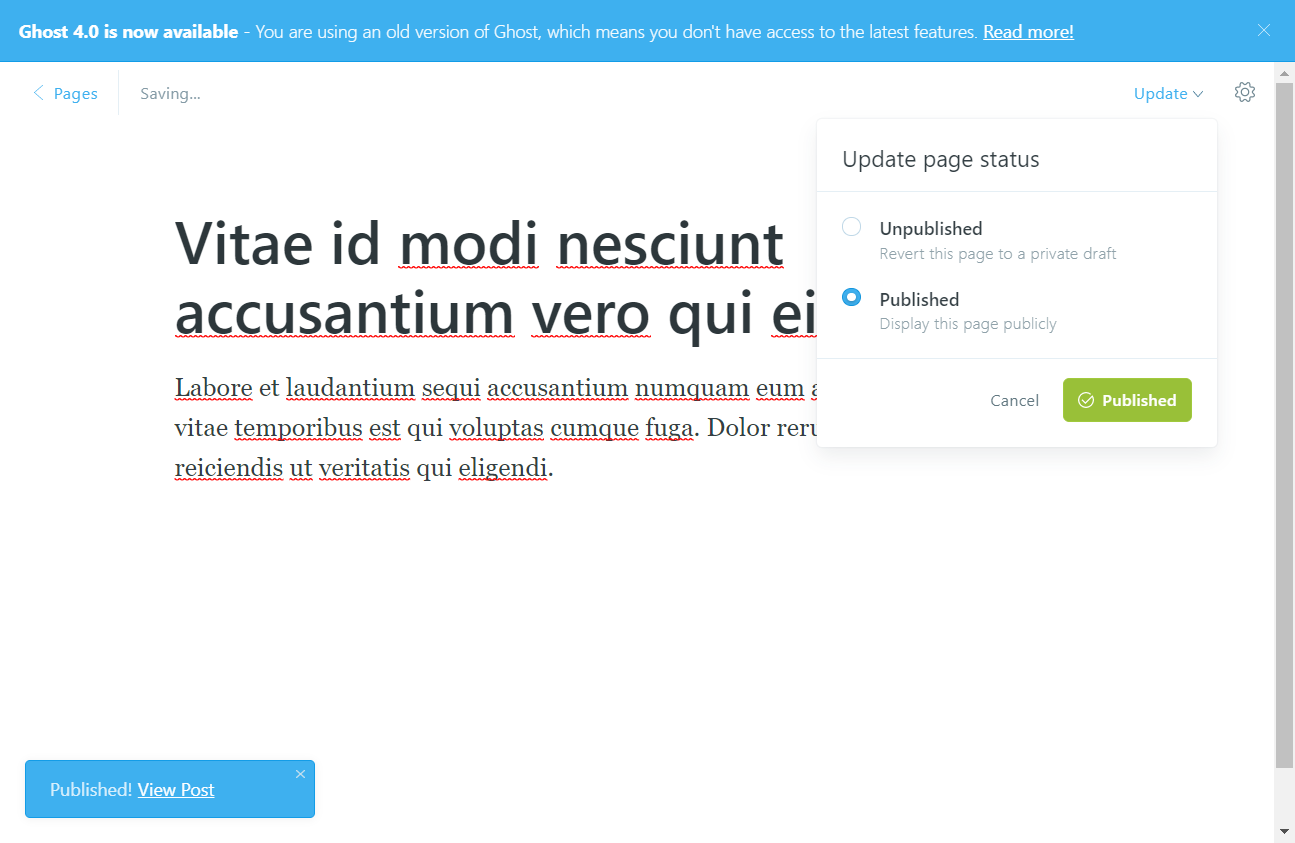 Ghost 4.0 is now available - You are using an old version of Ghost, which means you don't have access to the latest features. Read more!
Pages
Saving...
Update
Update page status
Unpublished
Revert this page to a private draft
Published
Display this page publicly
Cancel
Published
Vitae id modi nesciunt
accusantium vero qui ei
Labore et laudantium sequi accusantium numquam eum
vitae temporibus est qui voluptas cumque fuga. Dolor reru
reiciendis ut veritatis qui eligendi.
Published! View Post